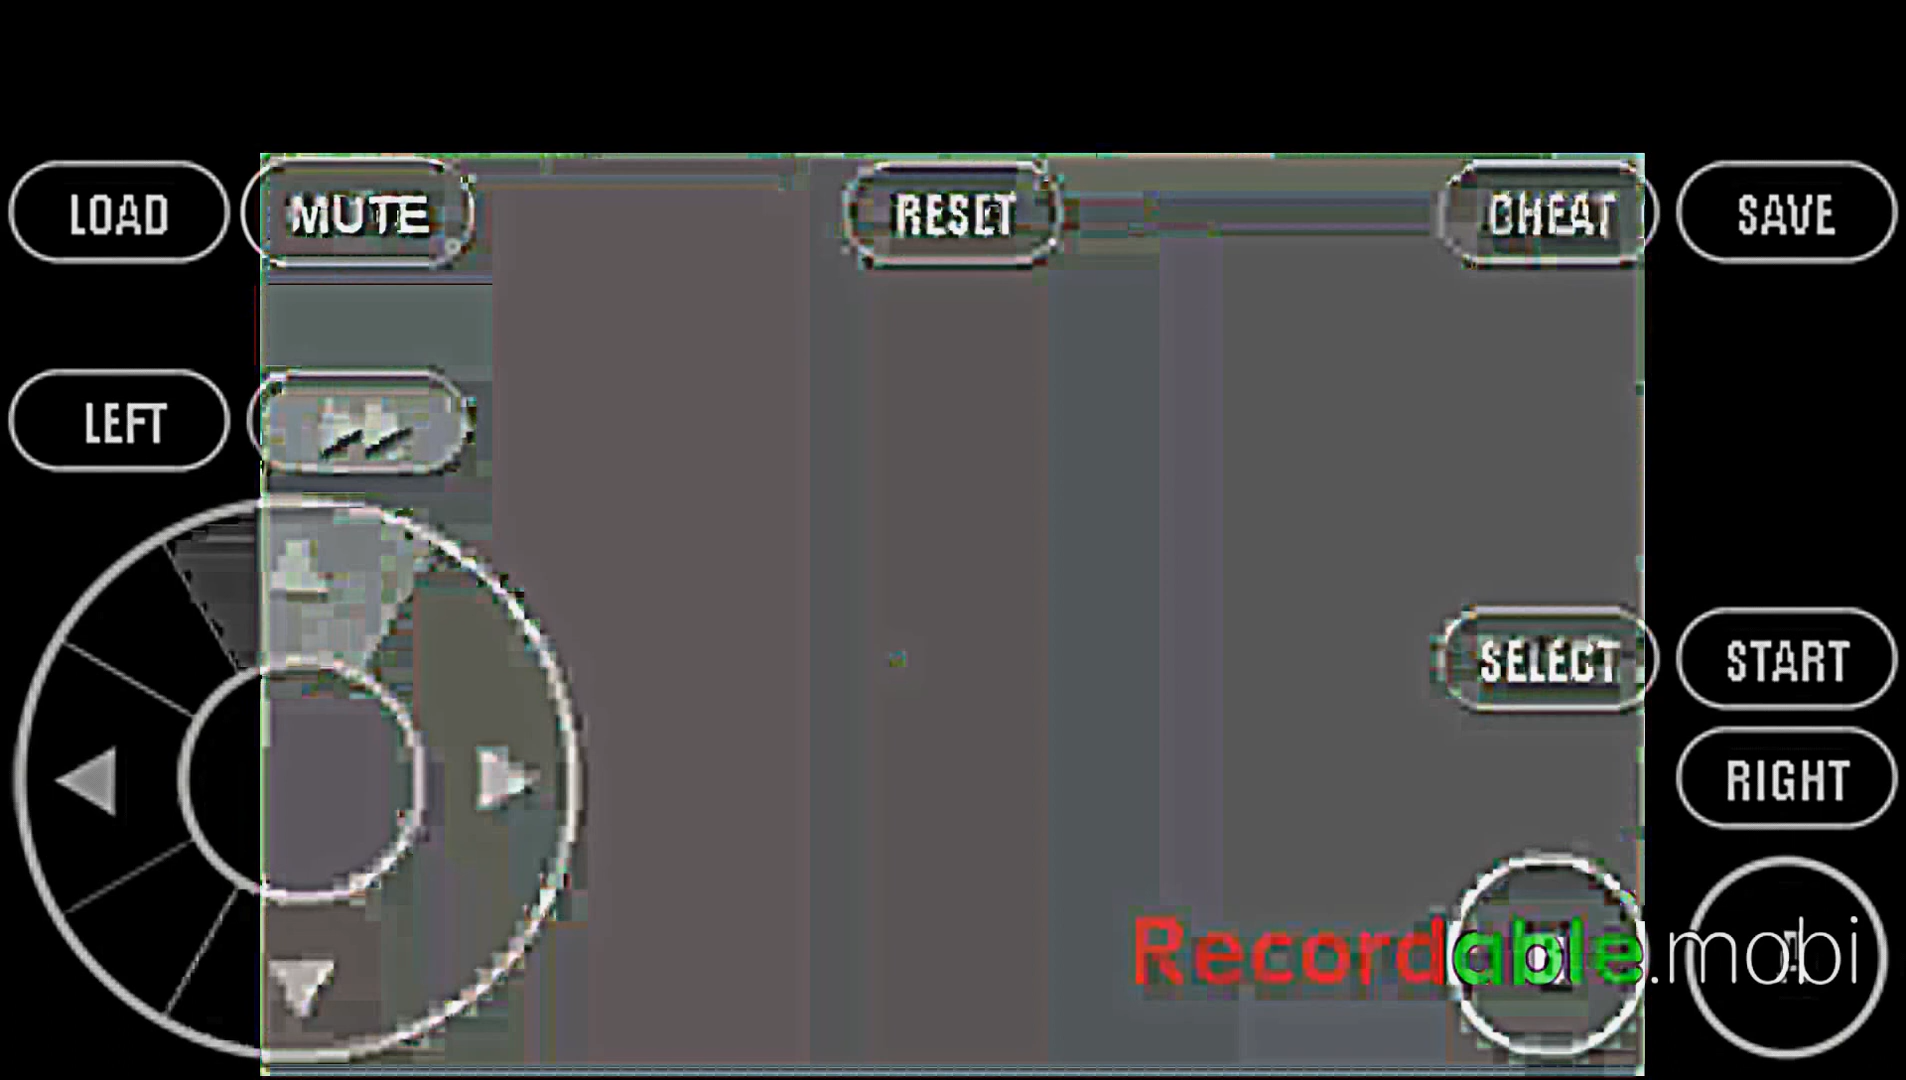 LOAD MUTE RESET CHEAT SAVE
LEFT
SELECT START
RIGHT
Recordable.mobi